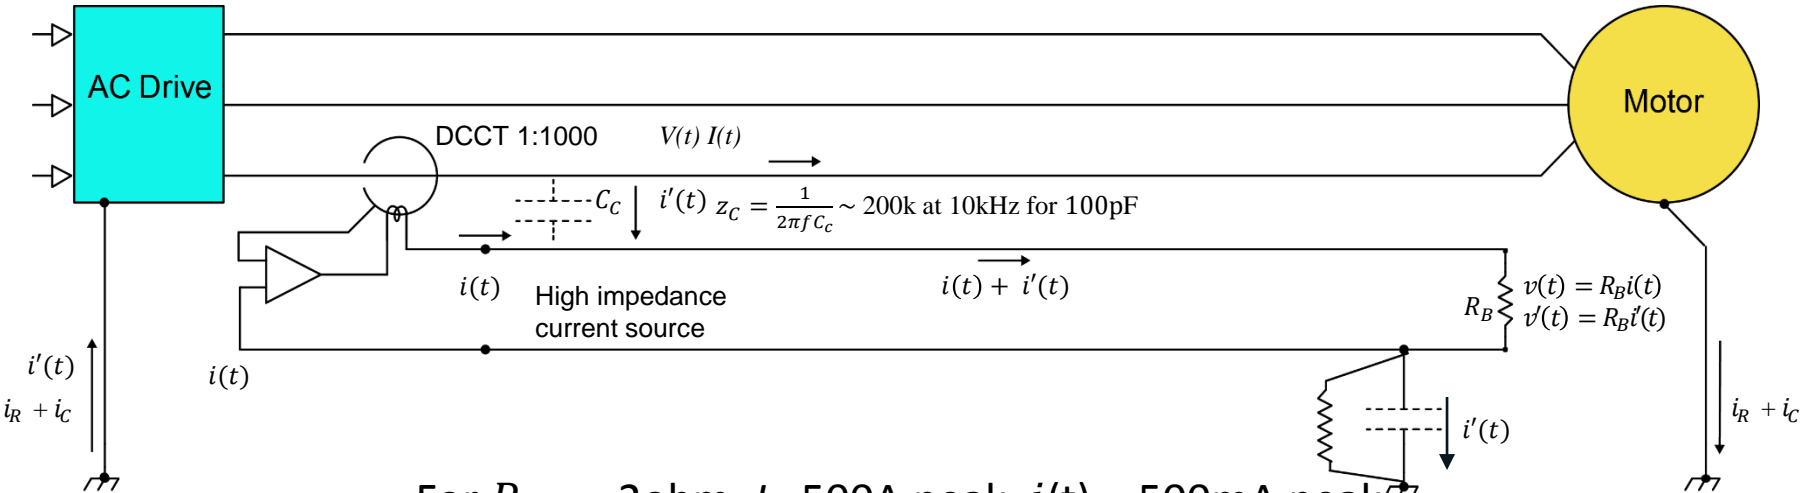 AC Drive
Motor
DCCT 1:1000
V(t) I(t)
C_C
i'(t)
z_C = 1/(2πfC_c) ~ 200k at 10kHz for 100pF
i(t)
i(t) + i'(t)
High impedance
current source
R_B
v(t) = R_B i(t)
v'(t) = R_B i'(t)
i'(t)
i_R + i_C
i(t)
i'(t)
i_R + i_C